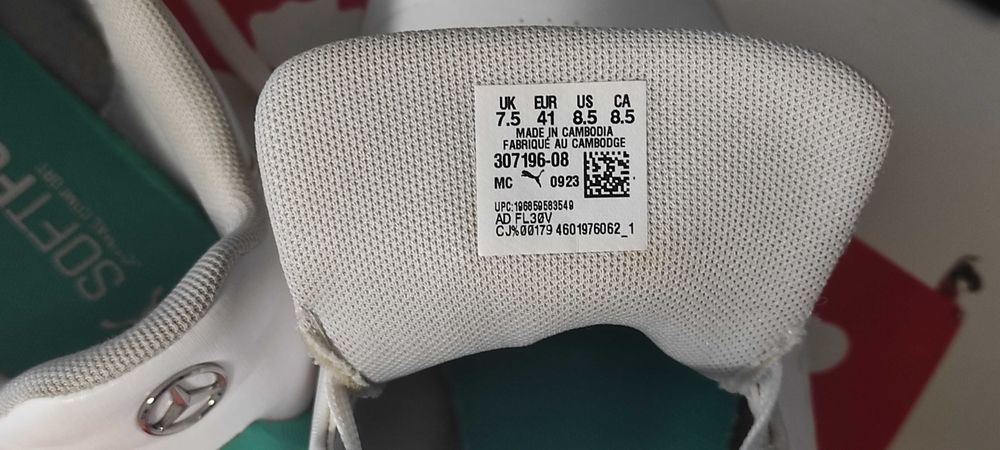 UK EUR US CA
7.5 41 8.5 8.5
MADE IN CAMBODIA
FABRIQUÉ AU CAMBODGE
307196-08
MC 0923
UPC:196859583549
AD FL30V
CJ%00179 4601976062_1
SOFTFO